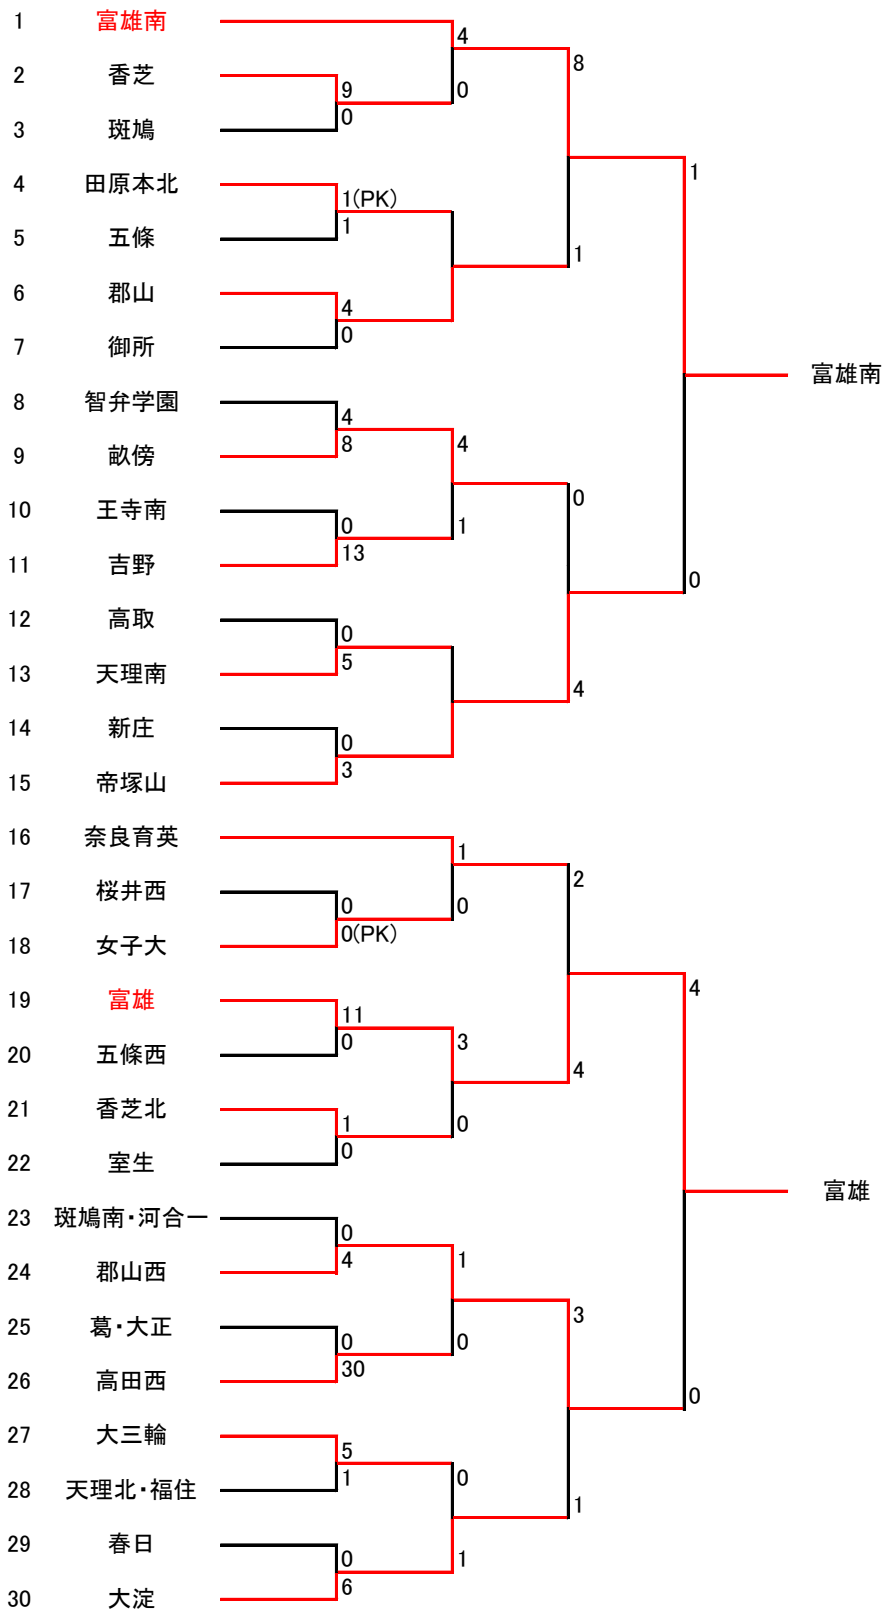 1 富雄南
4
8
2 香芝
9
0
0
3 斑鳩
1
4 田原本北
1(PK)
1
5 五條
1
6 郡山
4
0
7 御所
富雄南
8 智弁学園
4
8
4
9 畝傍
0
10 王寺南
0
1
13
11 吉野
0
12 高取
0
5
13 天理南
4
14 新庄
0
3
15 帝塚山
16 奈良育英
1
2
17 桜井西
0
0
0(PK)
18 女子大
4
19 富雄
11
0
3
20 五條西
4
21 香芝北
1
0
0
22 室生
富雄
23 斑鳩南・河合一
0
4
1
24 郡山西
3
25 葛・大正
0
0
30
26 高田西
0
27 大三輪
5
1
0
28 天理北・福住
1
29 春日
0
1
6
30 大淀